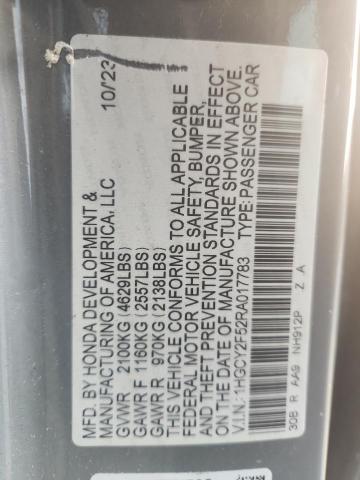 MFD. BY HONDA DEVELOPMENT &
MANUFACTURING OF AMERICA, LLC 10/23
GVWR 2100KG (4629LBS)
GAWR F 1160KG (2557LBS)
GAWR R 970KG (2138LBS)
THIS VEHICLE CONFORMS TO ALL APPLICABLE
FEDERAL MOTOR VEHICLE SAFETY, BUMPER,
AND THEFT PREVENTION STANDARDS IN EFFECT
ON THE DATE OF MANUFACTURE SHOWN ABOVE.
V.I.N.: 1HGCY2F52RA017783 TYPE: PASSENGER CAR
30B R AA9 NH912P Z A